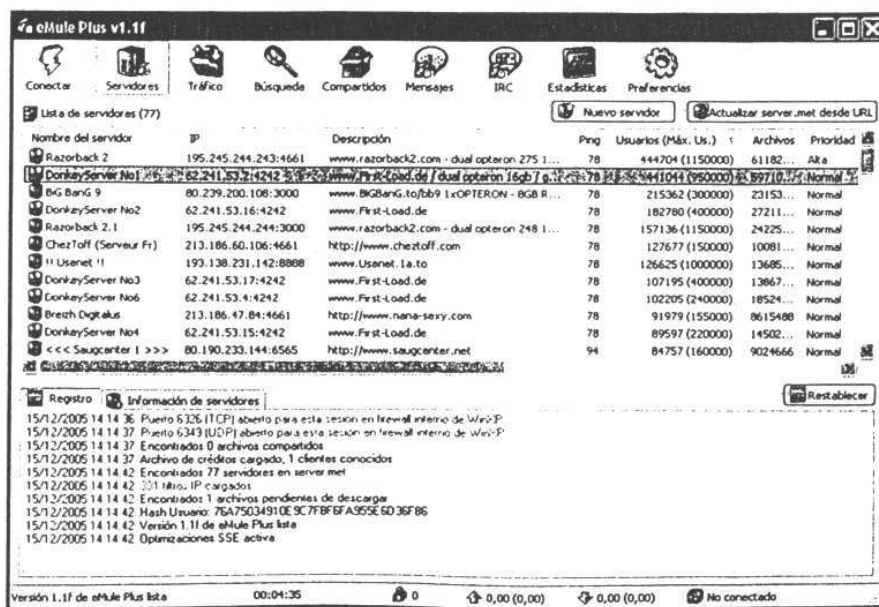 eMule Plus v1.1f
Conectar Servidores Tráfico Búsqueda Compartidos Mensajes IRC Estadísticas Preferencias
Lista de servidores (77) Nuevo servidor Actualizar server.met desde URL
Nombre del servidor IP Descripción Ping Usuarios (Máx. Us.) Archivos Prioridad
Razorback 2 195.245.244.243:4661 www.razorback2.com - dual opteron 275 1... 78 444704 (1150000) 61182... Alta
DonkeyServer No1 62.241.53.2:4242 www.First-Load.de / dual opteron 16gb / g... 78 441044 (950000) 59710... Normal
BiG BanG 9 80.239.200.108:3000 www.BiGBanG.to/bb9 1xOPTERON - 8GB R... 78 215362 (300000) 23153... Normal
DonkeyServer No2 62.241.53.16:4242 www.First-Load.de 78 182780 (400000) 27211... Normal
Razorback 2.1 195.245.244.244:3000 www.razorback2.com - dual opteron 248 1... 78 157136 (1150000) 24225... Normal
ChezToff (Serveur Fr) 213.186.60.106:4661 http://www.cheztoff.com 78 127677 (150000) 10081... Normal
!! Usenet !! 193.138.231.142:8888 www.Usenet.1a.to 78 126625 (1000000) 13685... Normal
DonkeyServer No3 62.241.53.17:4242 www.First-Load.de 78 107195 (400000) 13867... Normal
DonkeyServer No6 62.241.53.4:4242 www.First-Load.de 78 102205 (240000) 18524... Normal
Breizh Digitalus 213.186.47.84:4661 http://www.nana-sexy.com 78 91979 (155000) 8615488 Normal
DonkeyServer No4 62.241.53.15:4242 www.First-Load.de 78 89597 (220000) 14502... Normal
<<< Saugcenter 1 >>> 80.190.233.144:6565 http://www.saugcenter.net 94 84757 (160000) 9024666 Normal
Registro Información de servidores Restablecer
15/12/2005 14:14:36 Puerto 6326 (TCP) abierto para esta sesión en firewall interno de WinXP
15/12/2005 14:14:37 Puerto 6343 (UDP) abierto para esta sesión en firewall interno de WinXP
15/12/2005 14:14:37 Encontrados 0 archivos compartidos
15/12/2005 14:14:37 Archivo de créditos cargado, 1 clientes conocidos
15/12/2005 14:14:42 Encontrados 77 servidores en server.met
15/12/2005 14:14:42 filtros IP cargados
15/12/2005 14:14:42 Encontrados 1 archivos pendientes de descargar
15/12/2005 14:14:42 Hash Usuario: 76A75034910E9C7FBF6FA955E6D36F86
15/12/2005 14:14:42 Versión 1.1f de eMule Plus lista
15/12/2005 14:14:42 Optimizaciones SSE activa
Versión 1.1f de eMule Plus lista 00:04:35 0 0,00 (0,00) 0,00 (0,00) No conectado